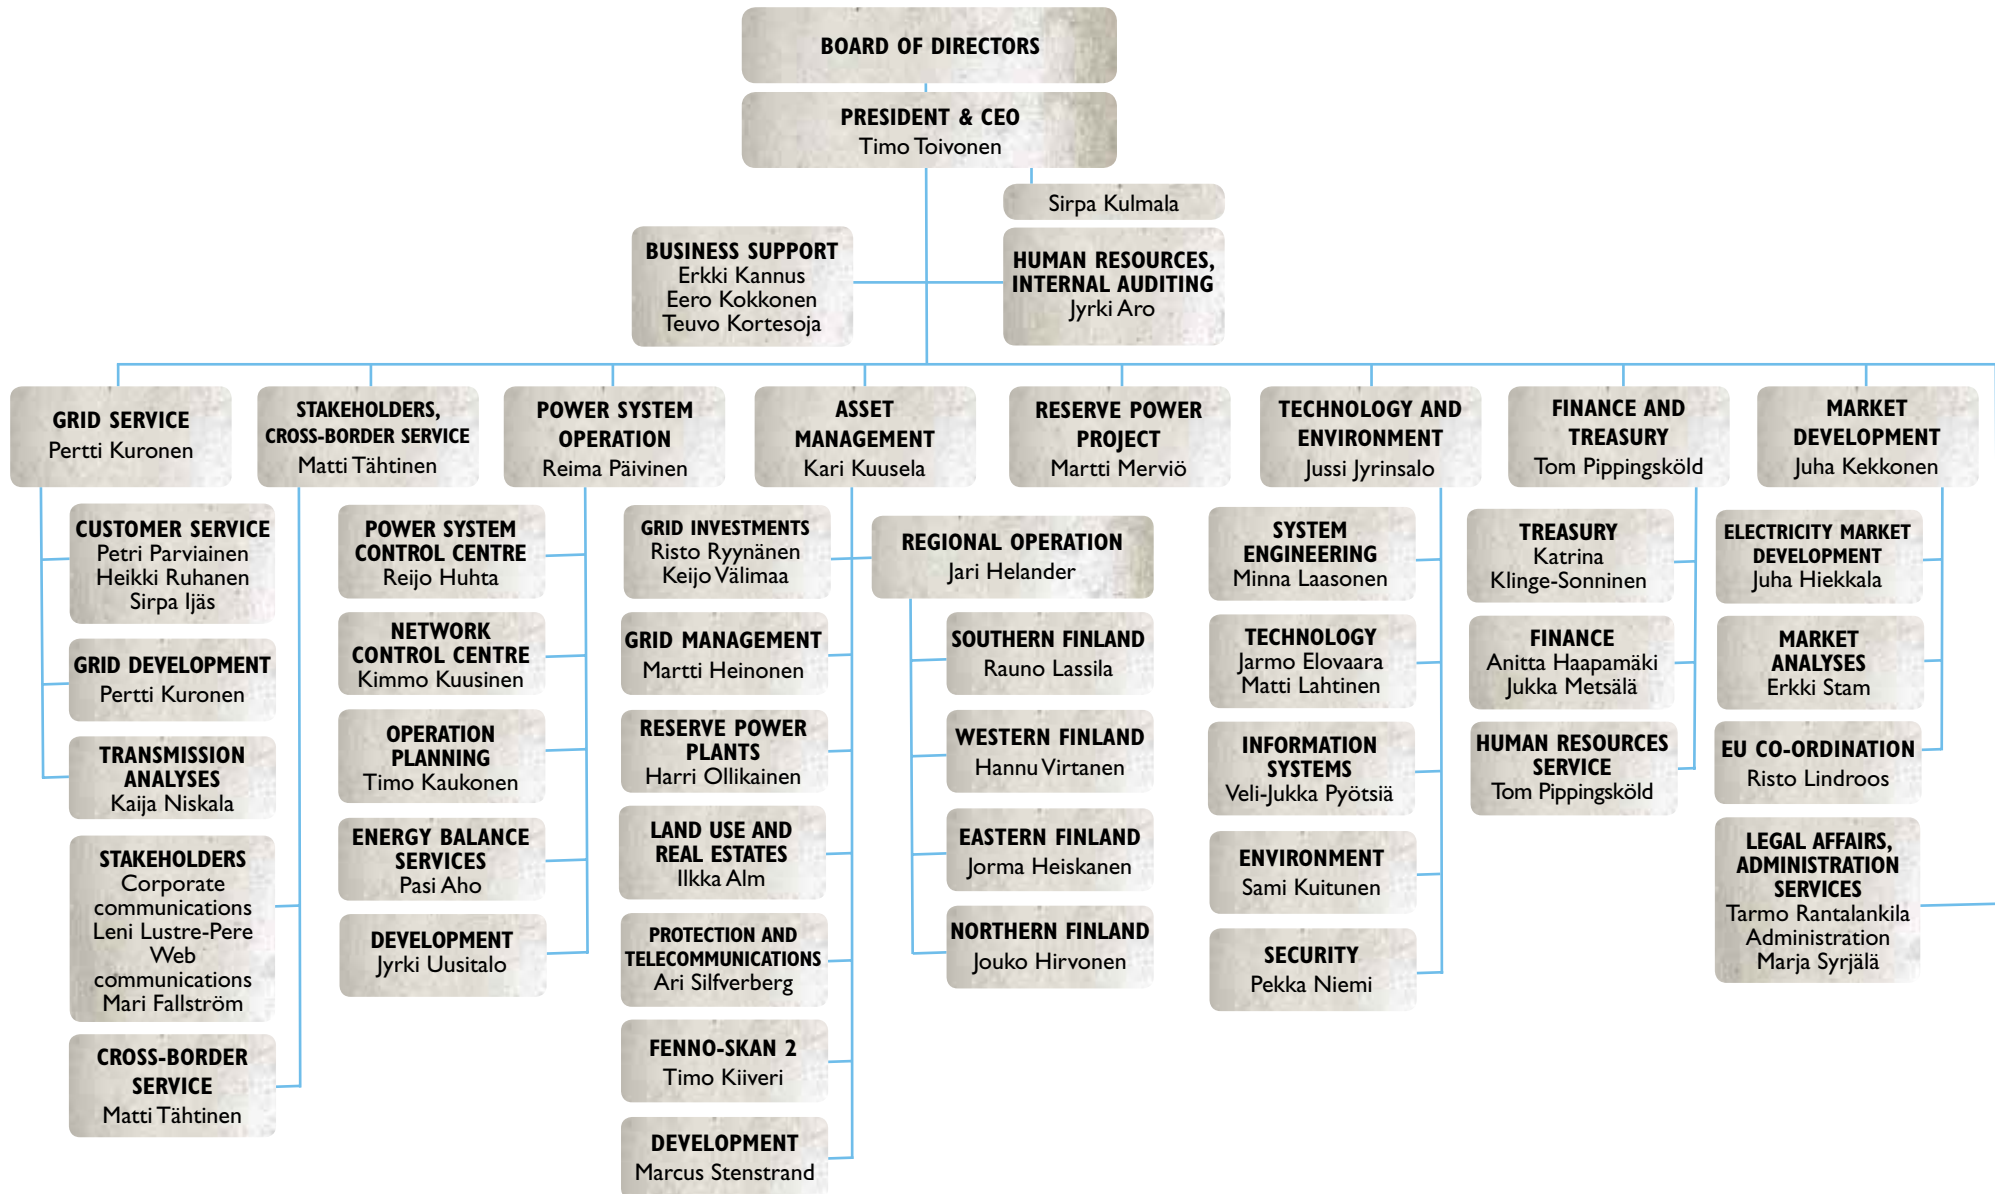 BOARD OF DIRECTORS
PRESIDENT & CEO
Timo Toivonen
Sirpa Kulmala
BUSINESS SUPPORT
Erkki Kannus
Eero Kokkonen
Teuvo Kortesoja
HUMAN RESOURCES,
INTERNAL AUDITING
Jyrki Aro
GRID SERVICE
Pertti Kuronen
STAKEHOLDERS,
CROSS-BORDER SERVICE
Matti Tähtinen
POWER SYSTEM
OPERATION
Reima Päivinen
ASSET
MANAGEMENT
Kari Kuusela
RESERVE POWER
PROJECT
Martti Merviö
TECHNOLOGY AND
ENVIRONMENT
Jussi Jyrinsalo
FINANCE AND
TREASURY
Tom Pippingsköld
MARKET
DEVELOPMENT
Juha Kekkonen
CUSTOMER SERVICE
Petri Parviainen
Heikki Ruhanen
Sirpa Ijäs
GRID DEVELOPMENT
Pertti Kuronen
TRANSMISSION
ANALYSES
Kaija Niskala
STAKEHOLDERS
Corporate
communications
Leni Lustre-Pere
Web
communications
Mari Fallström
CROSS-BORDER
SERVICE
Matti Tähtinen
POWER SYSTEM
CONTROL CENTRE
Reijo Huhta
NETWORK
CONTROL CENTRE
Kimmo Kuusinen
OPERATION
PLANNING
Timo Kaukonen
ENERGY BALANCE
SERVICES
Pasi Aho
DEVELOPMENT
Jyrki Uusitalo
GRID INVESTMENTS
Risto Ryynänen
Keijo Välimaa
GRID MANAGEMENT
Martti Heinonen
RESERVE POWER
PLANTS
Harri Ollikainen
LAND USE AND
REAL ESTATES
Ilkka Alm
PROTECTION AND
TELECOMMUNICATIONS
Ari Silfverberg
FENNO-SKAN 2
Timo Kiiveri
DEVELOPMENT
Marcus Stenstrand
REGIONAL OPERATION
Jari Helander
SOUTHERN FINLAND
Rauno Lassila
WESTERN FINLAND
Hannu Virtanen
EASTERN FINLAND
Jorma Heiskanen
NORTHERN FINLAND
Jouko Hirvonen
SYSTEM
ENGINEERING
Minna Laasonen
TECHNOLOGY
Jarmo Elovaara
Matti Lahtinen
INFORMATION
SYSTEMS
Veli-Jukka Pyötsiä
ENVIRONMENT
Sami Kuitunen
SECURITY
Pekka Niemi
TREASURY
Katrina
Klinge-Sonninen
FINANCE
Anitta Haapamäki
Jukka Metsälä
HUMAN RESOURCES
SERVICE
Tom Pippingsköld
ELECTRICITY MARKET
DEVELOPMENT
Juha Hiekkala
MARKET
ANALYSES
Erkki Stam
EU CO-ORDINATION
Risto Lindroos
LEGAL AFFAIRS,
ADMINISTRATION
SERVICES
Tarmo Rantalankila
Administration
Marja Syrjälä